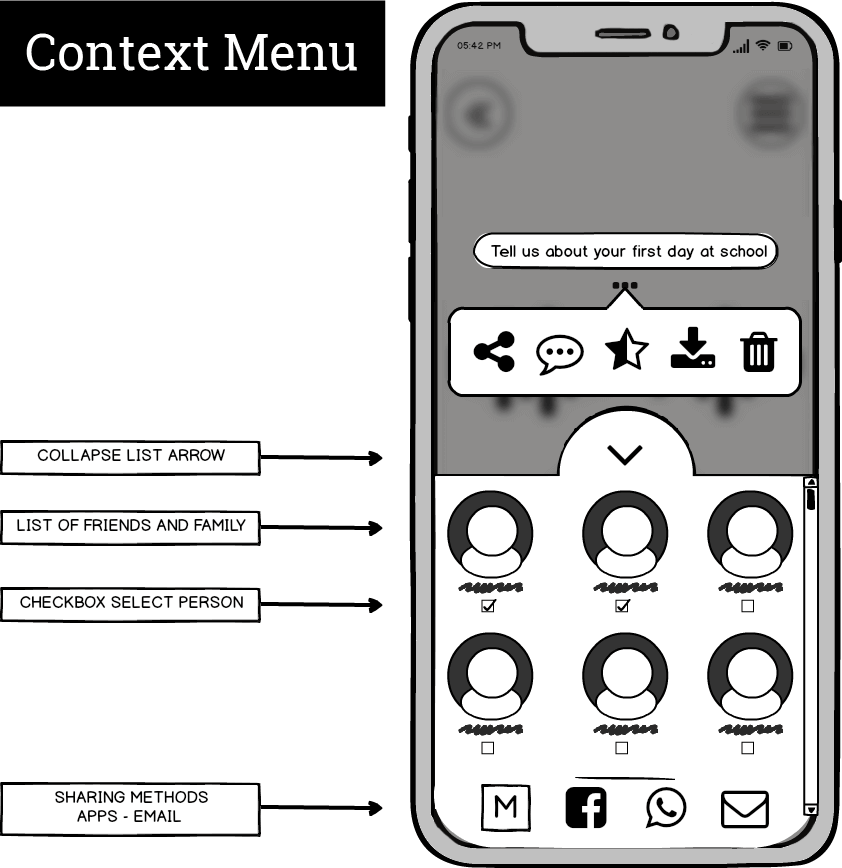 Context Menu
05:42 PM
Tell us about your first day at school
COLLAPSE LIST ARROW
LIST OF FRIENDS AND FAMILY
CHECKBOX SELECT PERSON
SHARING METHODS
APPS - EMAIL
M